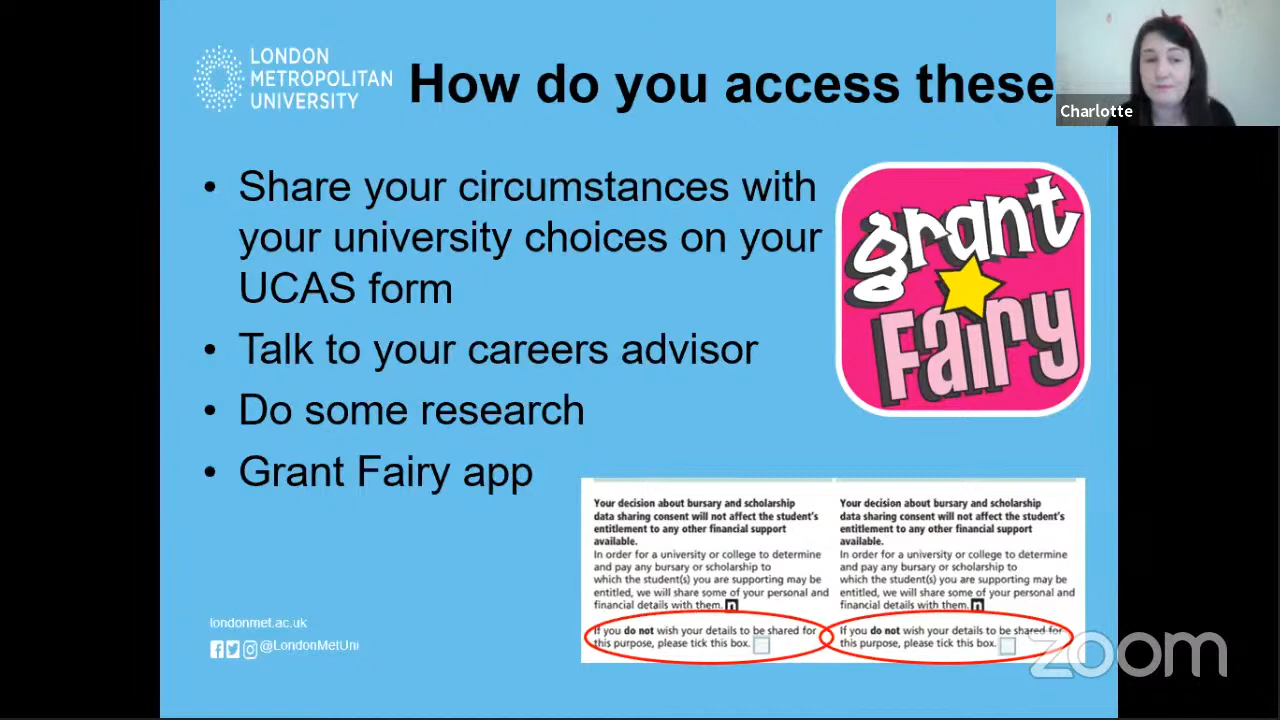 LONDON
METROPOLITAN
UNIVERSITY
How do you access these
Charlotte
• Share your circumstances with
your university choices on your
UCAS form
• Talk to your careers advisor
• Do some research
• Grant Fairy app
grant
Fairy
Your decision about bursary and scholarship
data sharing consent will not affect the student's
entitlement to any other financial support
available.
In order for a university or college to determine
and pay any bursary or scholarship to
which the student(s) you are supporting may be
entitled, we will share some of your personal and
financial details with them. n
If you do not wish your details to be shared for
this purpose, please tick this box.
Your decision about bursary and scholarship
data sharing consent will not affect the student's
entitlement to any other financial support
available.
In order for a university or college to determine
and pay any bursary or scholarship to
which the student(s) you are supporting may be
entitled, we will share some of your personal and
financial details with them. n
If you do not wish your details to be shared for
this purpose, please tick this box.
londonmet.ac.uk
@LondonMetUni
zoom